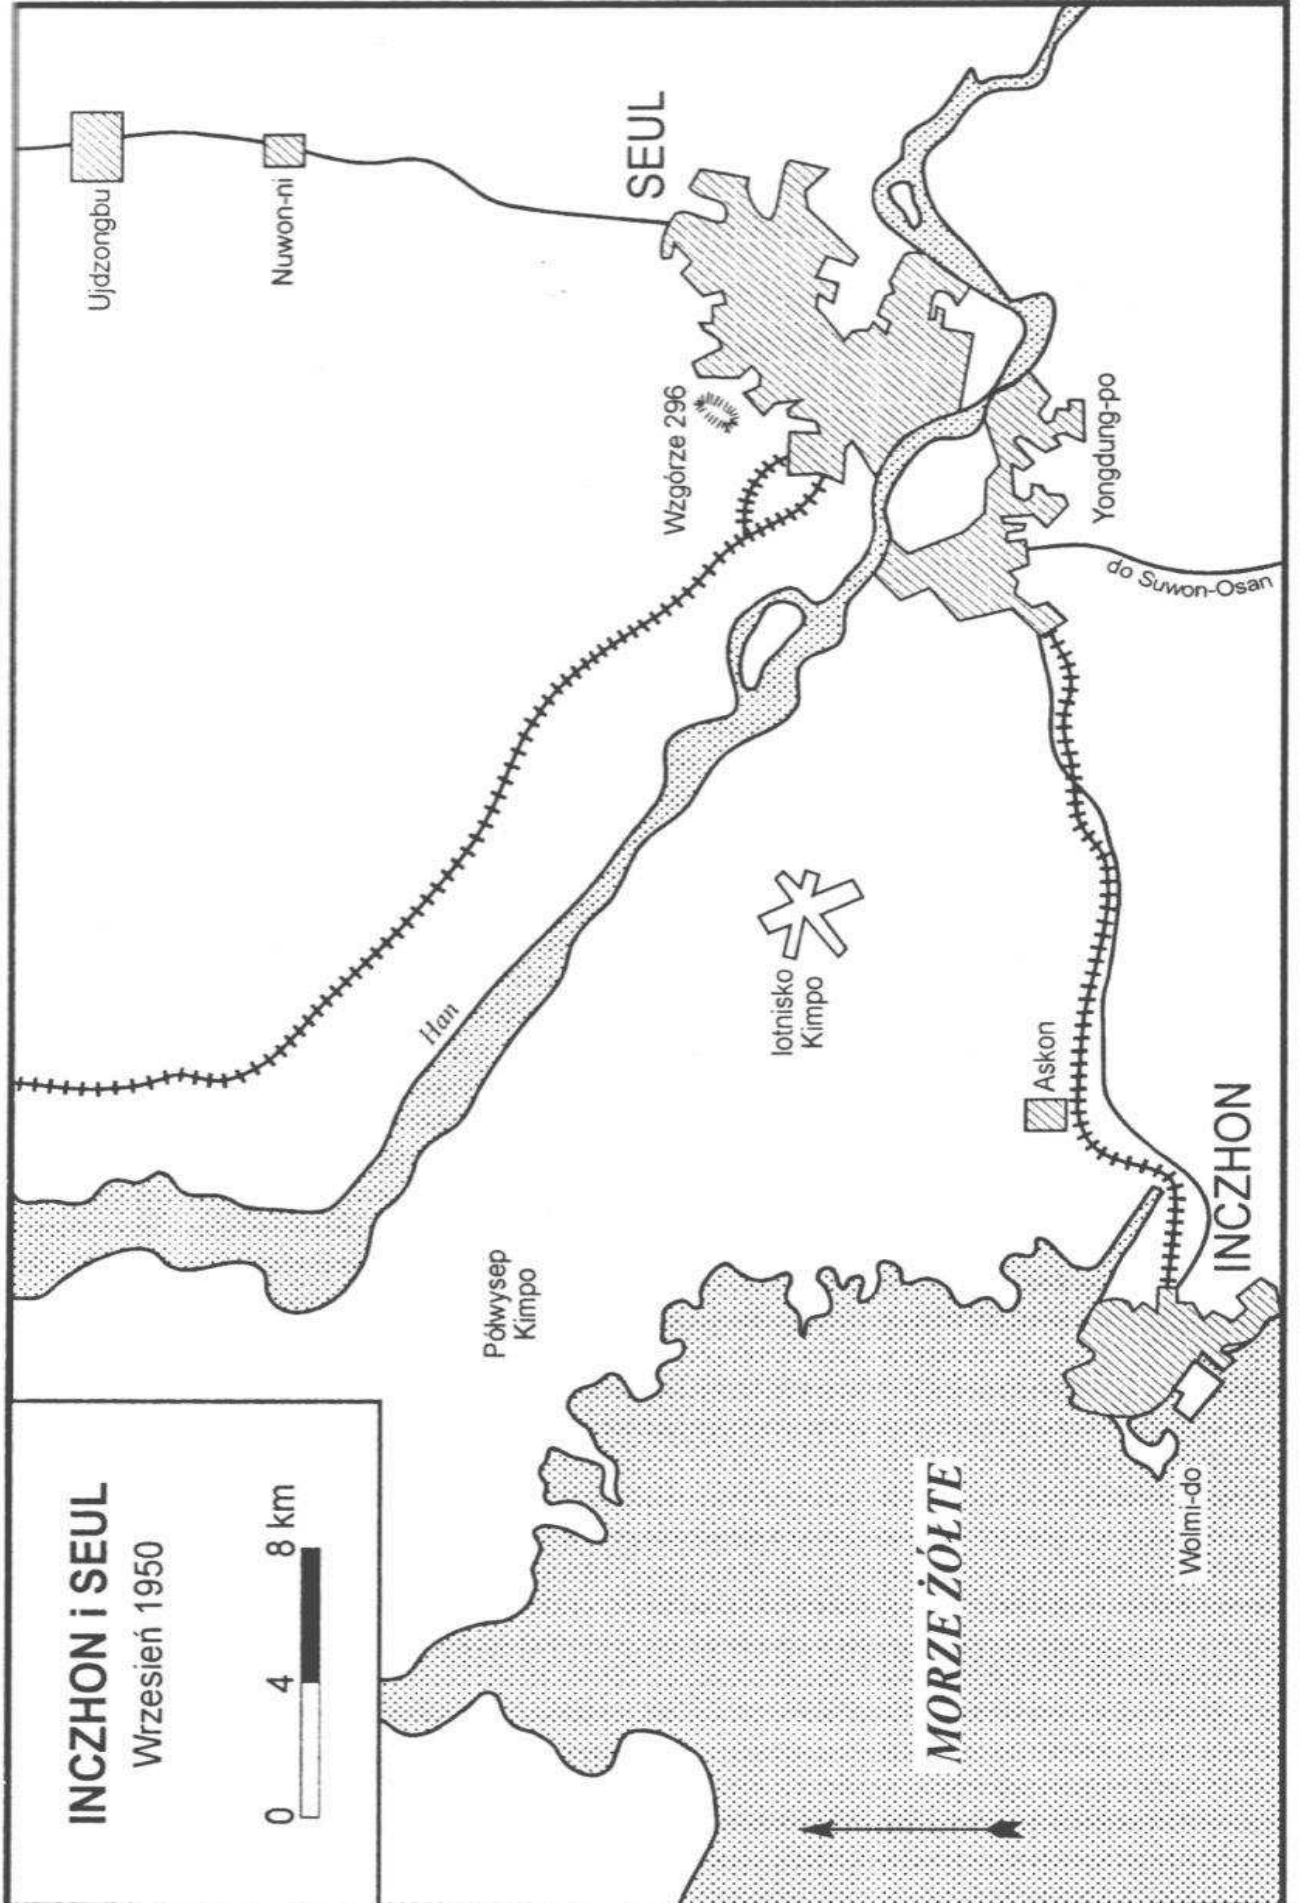 INCZHON i SEUL
Wrzesień 1950
0 4 8 km
Ujdzongbu
Nuwon-ni
SEUL
Wzgórze 296
Yongdung-po
do Suwon-Osan
Han
lotnisko
Kimpo
Askon
INCZHON
Półwysep
Kimpo
MORZE ŻÓŁTE
Wolmi-do